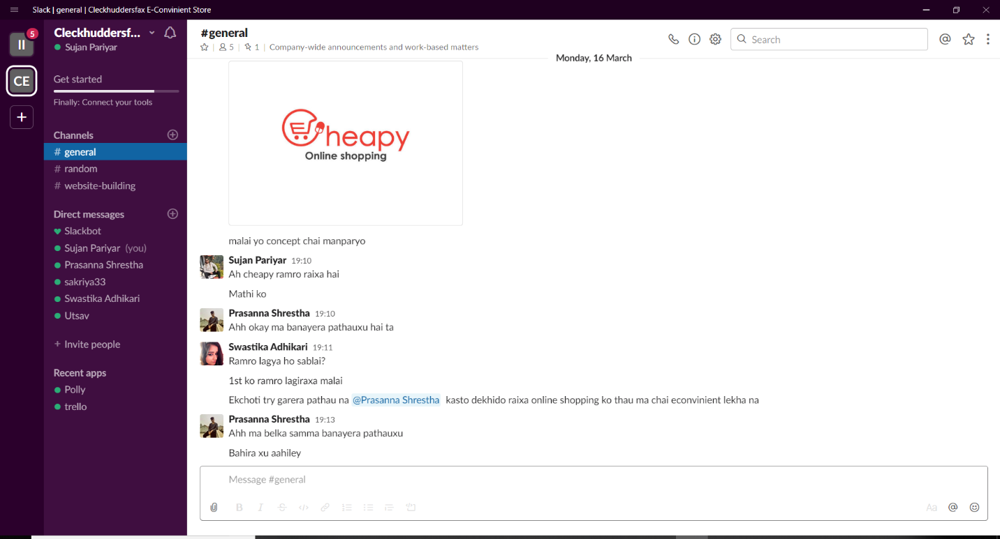 Slack | general | Cleckhuddersfax E-Convinient Store
5
II
CE
+
Cleckhuddersf...
Sujan Pariyar
Get started
Finally: Connect your tools
Channels
# general
# random
# website-building
Direct messages
Slackbot
Sujan Pariyar (you)
Prasanna Shrestha
sakriya33
Swastika Adhikari
Utsav
+ Invite people
Recent apps
Polly
trello
#general
5 | 1 | Company-wide announcements and work-based matters
Search
Monday, 16 March
Cheapy
Online shopping
malai yo concept chai manparyo
Sujan Pariyar 19:10
Ah cheapy ramro raixa hai
Mathi ko
Prasanna Shrestha 19:10
Ahh okay ma banayera pathauxu hai ta
Swastika Adhikari 19:11
Ramro lagya ho sablai?
1st ko ramro lagiraxa malai
Ekchoti try garera pathau na @Prasanna Shrestha kasto dekhido raixa online shopping ko thau ma chai econvinient lekha na
Prasanna Shrestha 19:13
Ahh ma belka samma banayera pathauxu
Bahira xu aahiley
Message #general
B I S </> Aa @